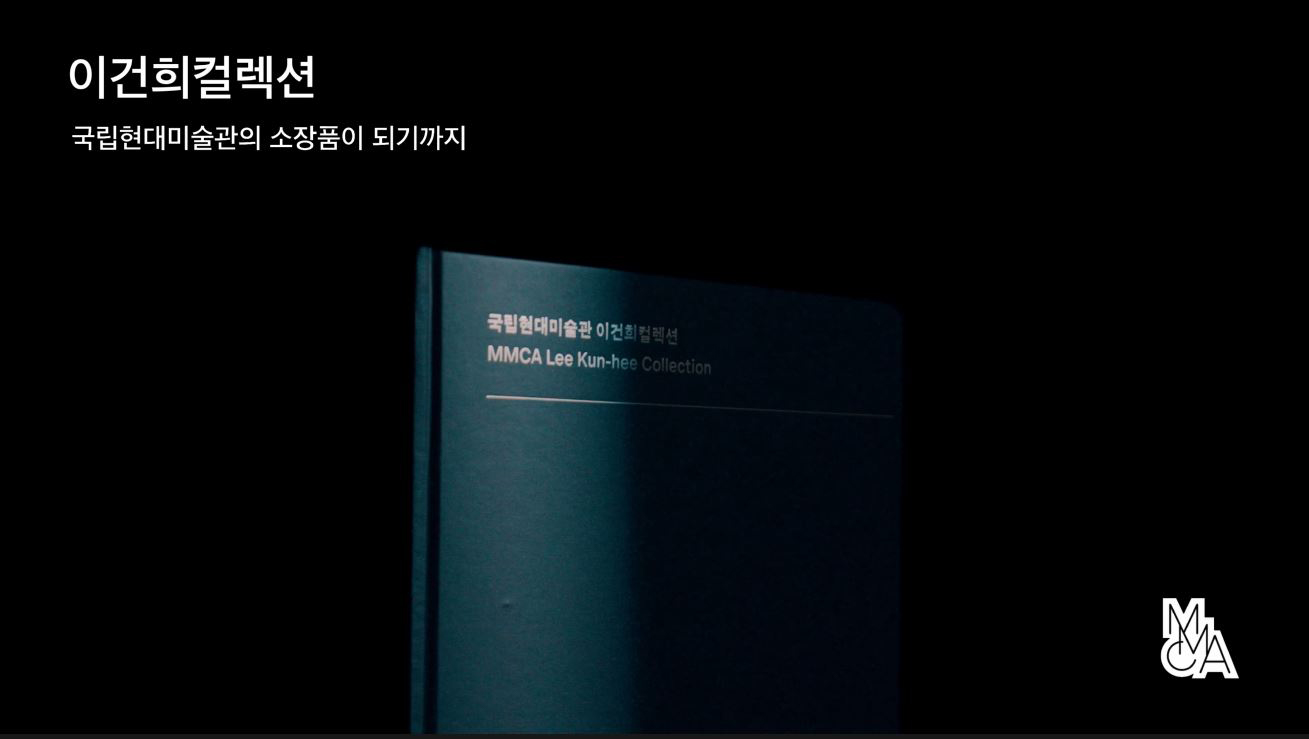 이건희컬렉션
국립현대미술관의 소장품이 되기까지
국립현대미술관 이건희컬렉션
MMCA Lee Kun-hee Collection
MMCA